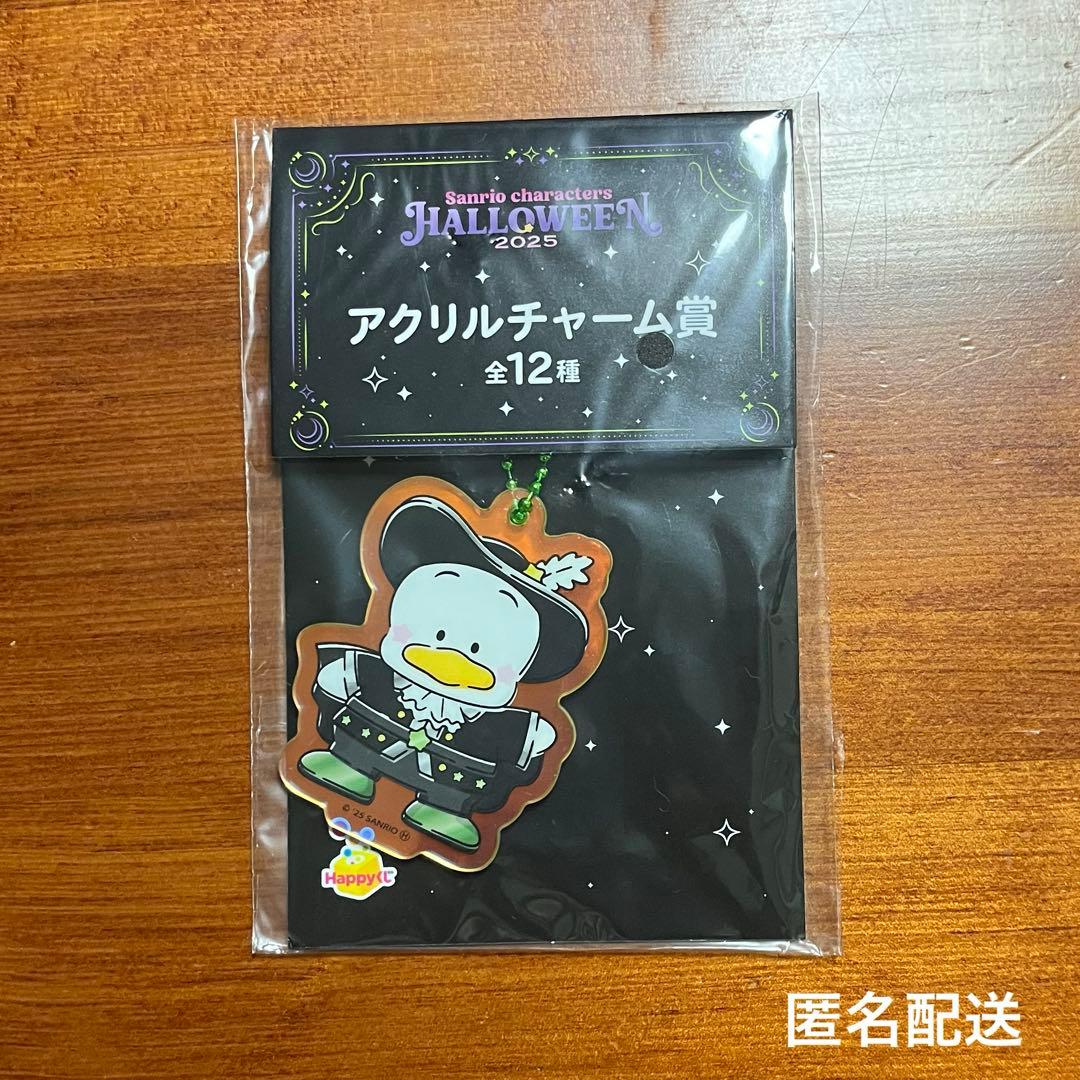 Sanrio characters
HALLOWEEN
2025
アクリルチャーム賞
全12種
© '25 SANRIO Ⓗ
Happyくじ
匿名配送